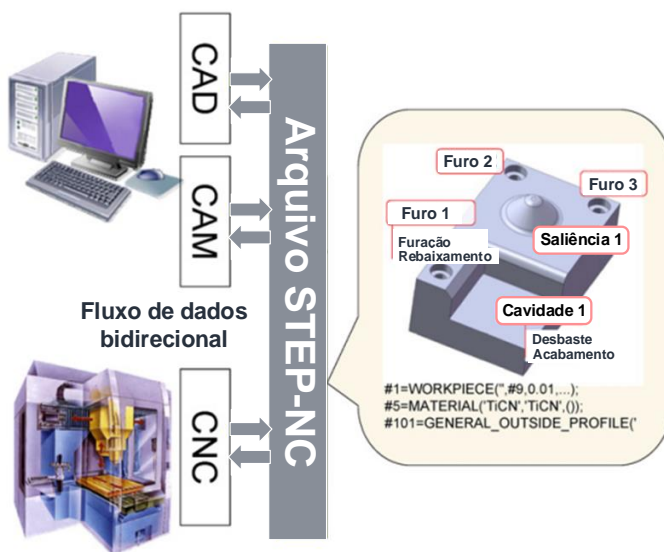 CAD
CAM
Fluxo de dados
bidirecional
CNC
Arquivo STEP-NC
Furo 2
Furo 3
Furo 1
Furação
Rebaixamento
Saliência 1
Cavidade 1
Desbaste
Acabamento
#1=WORKPIECE('',#9,0.01,...);
#5=MATERIAL('TiCN','TiCN',());
#101=GENERAL_OUTSIDE_PROFILE('